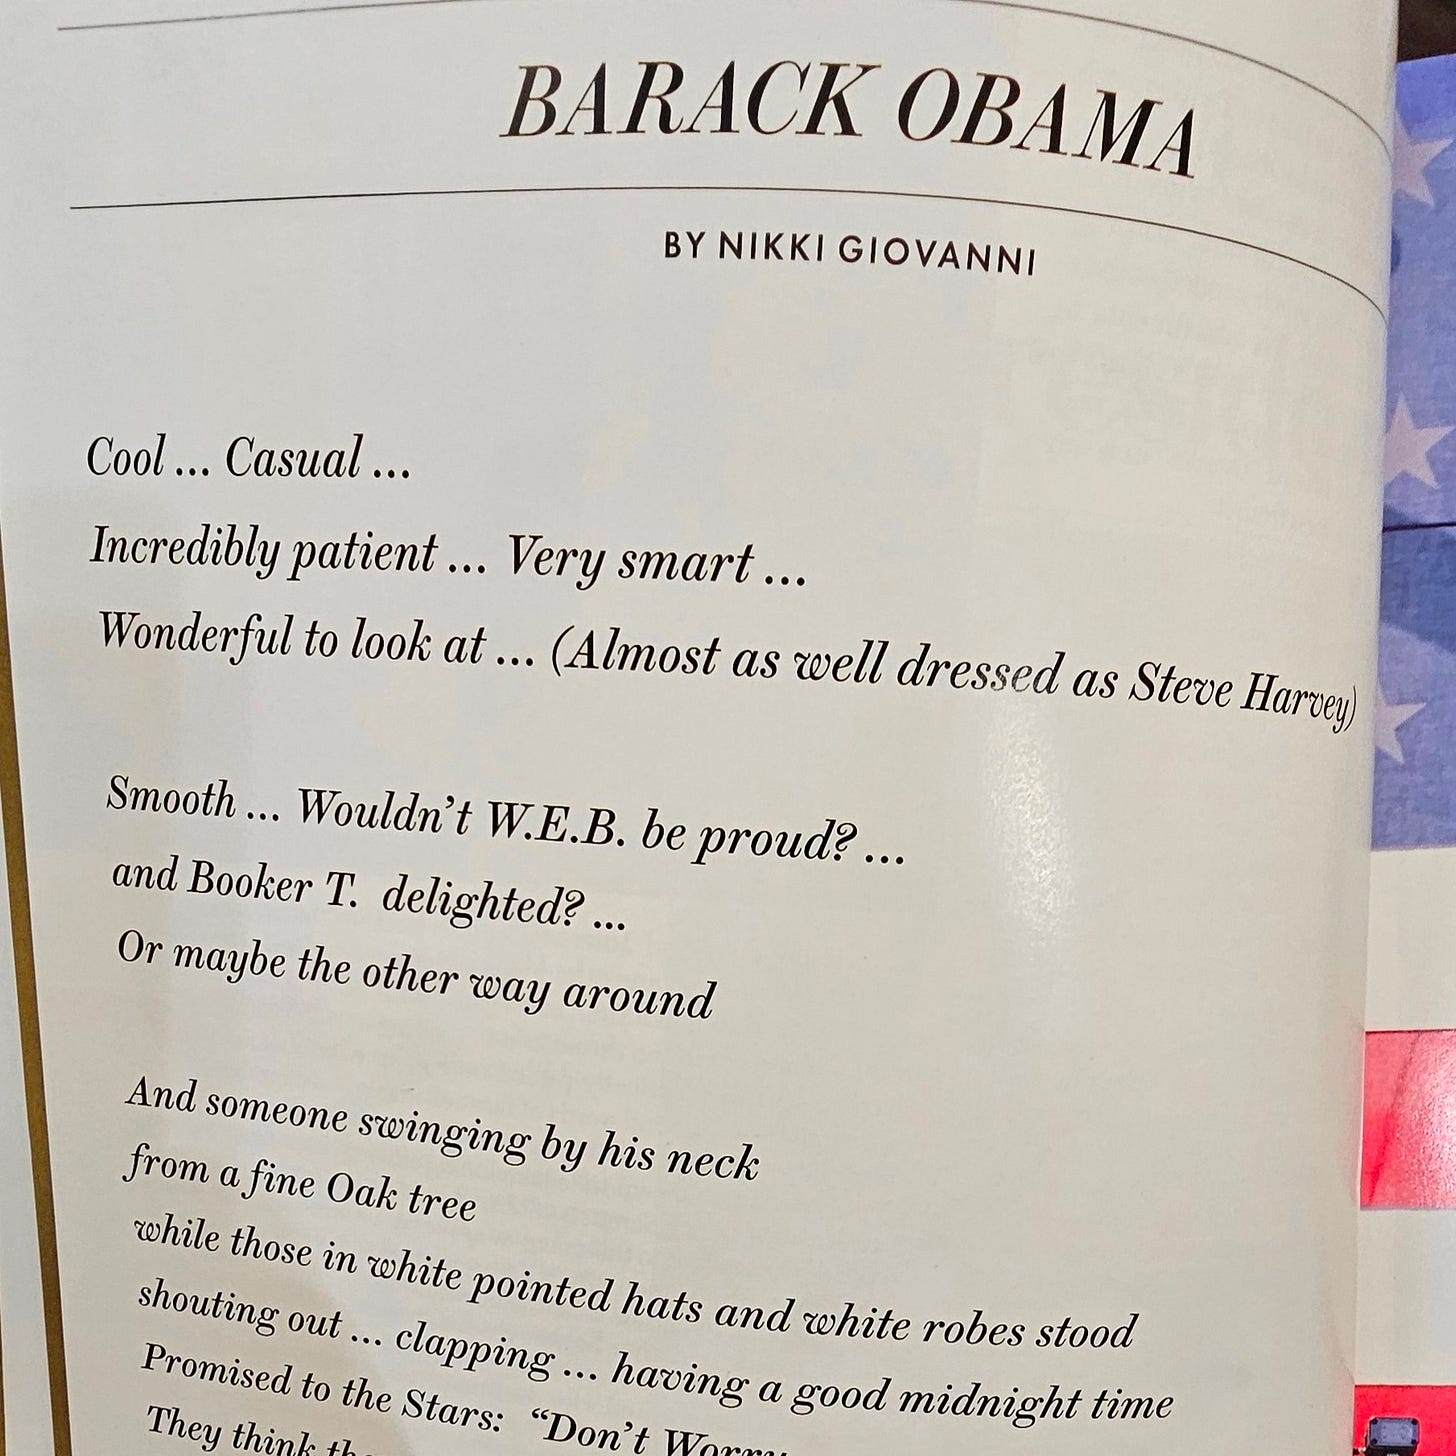 BARACK OBAMA
BY NIKKI GIOVANNI
Cool ... Casual ...
Incredibly patient ... Very smart ...
Wonderful to look at ... (Almost as well dressed as Steve Harvey)
Smooth ... Wouldn't W.E.B. be proud? ...
and Booker T. delighted? ...
Or maybe the other way around
And someone swinging by his neck
from a fine Oak tree
while those in white pointed hats and white robes stood
shouting out ... clapping ... having a good midnight time
Promised to the Stars: “Don't Worry
They think